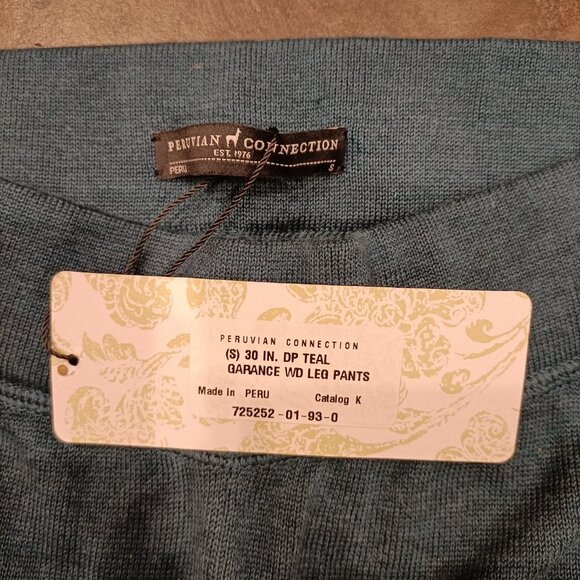 PERUVIAN CONNECTION
EST. 1976
PERU S
PERUVIAN CONNECTION
(S) 30 IN. DP TEAL
GARANCE WD LEG PANTS
Made in PERU Catalog K
725252-01-93-0